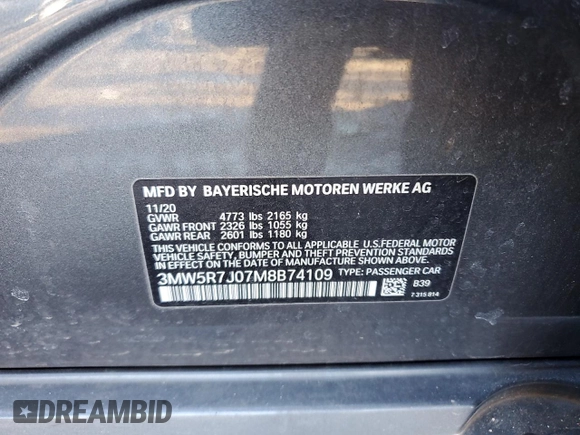 MFD BY BAYERISCHE MOTOREN WERKE AG
11/20
GVWR 4773 lbs 2165 kg
GAWR FRONT 2326 lbs 1055 kg
GAWR REAR 2601 lbs 1180 kg
THIS VEHICLE CONFORMS TO ALL APPLICABLE U.S.FEDERAL MOTOR
VEHICLE SAFETY, BUMPER AND THEFT PREVENTION STANDARDS
IN EFFECT ON THE DATE OF MANUFACTURE SHOWN ABOVE.
3MW5R7J07M8B74109 TYPE: PASSENGER CAR
B39
7 315 814
DREAMBID